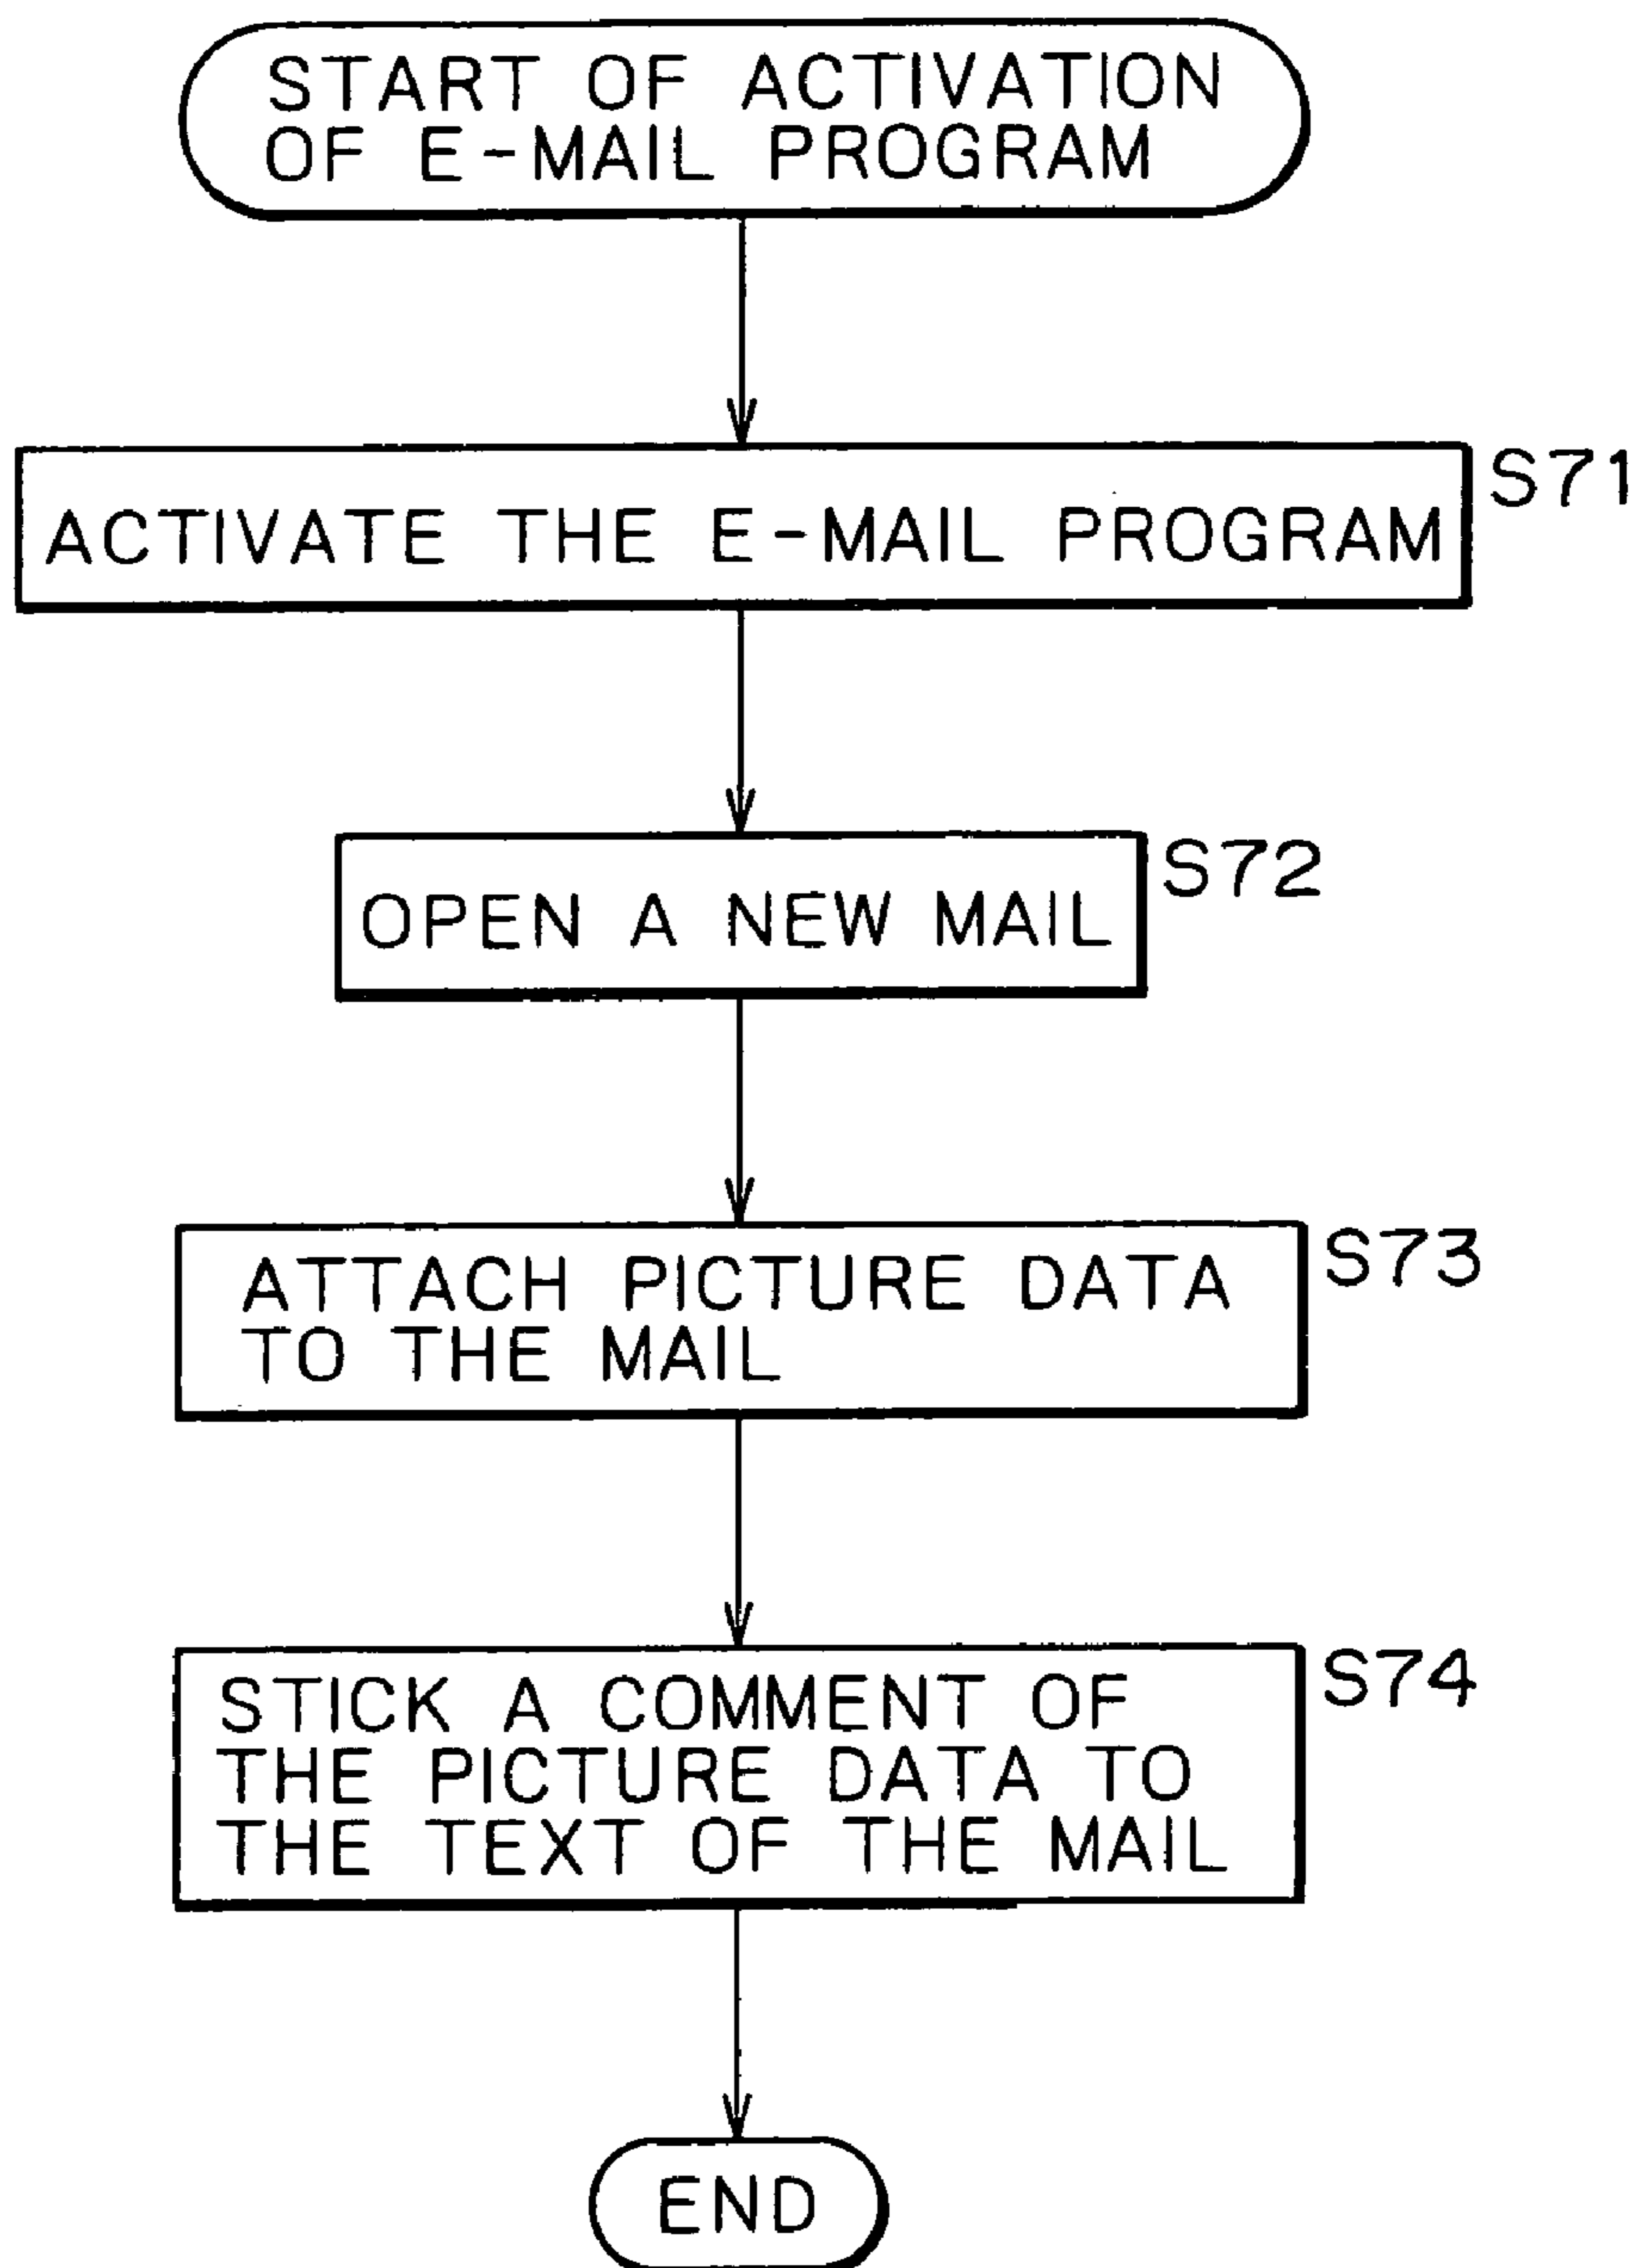 START OF ACTIVATION
OF E-MAIL PROGRAM
S71
ACTIVATE THE E-MAIL PROGRAM
S72
OPEN A NEW MAIL
S73
ATTACH PICTURE DATA
TO THE MAIL
S74
STICK A COMMENT OF
THE PICTURE DATA TO
THE TEXT OF THE MAIL
END